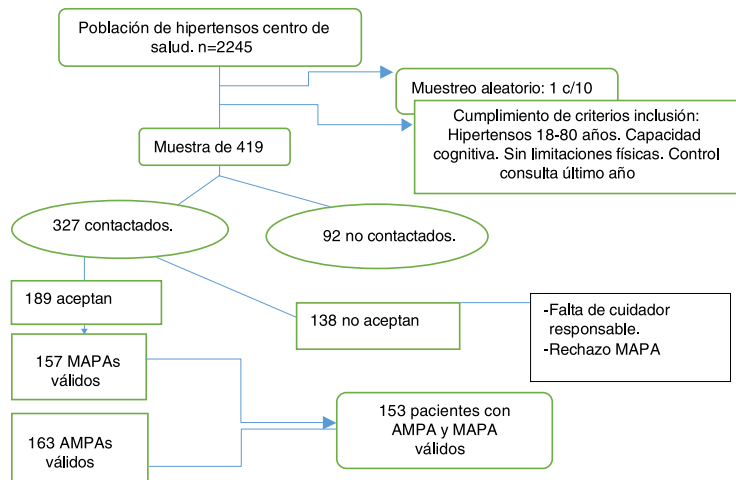 Población de hipertensos centro de
salud. n=2245
Muestreo aleatorio: 1 c/10
Cumplimiento de criterios inclusión:
Hipertensos 18-80 años. Capacidad
cognitiva. Sin limitaciones físicas. Control
consulta último año
Muestra de 419
327 contactados.
92 no contactados.
189 aceptan
138 no aceptan
-Falta de cuidador
responsable.
-Rechazo MAPA
157 MAPAs
válidos
153 pacientes con
AMPA y MAPA
válidos
163 AMPAs
válidos